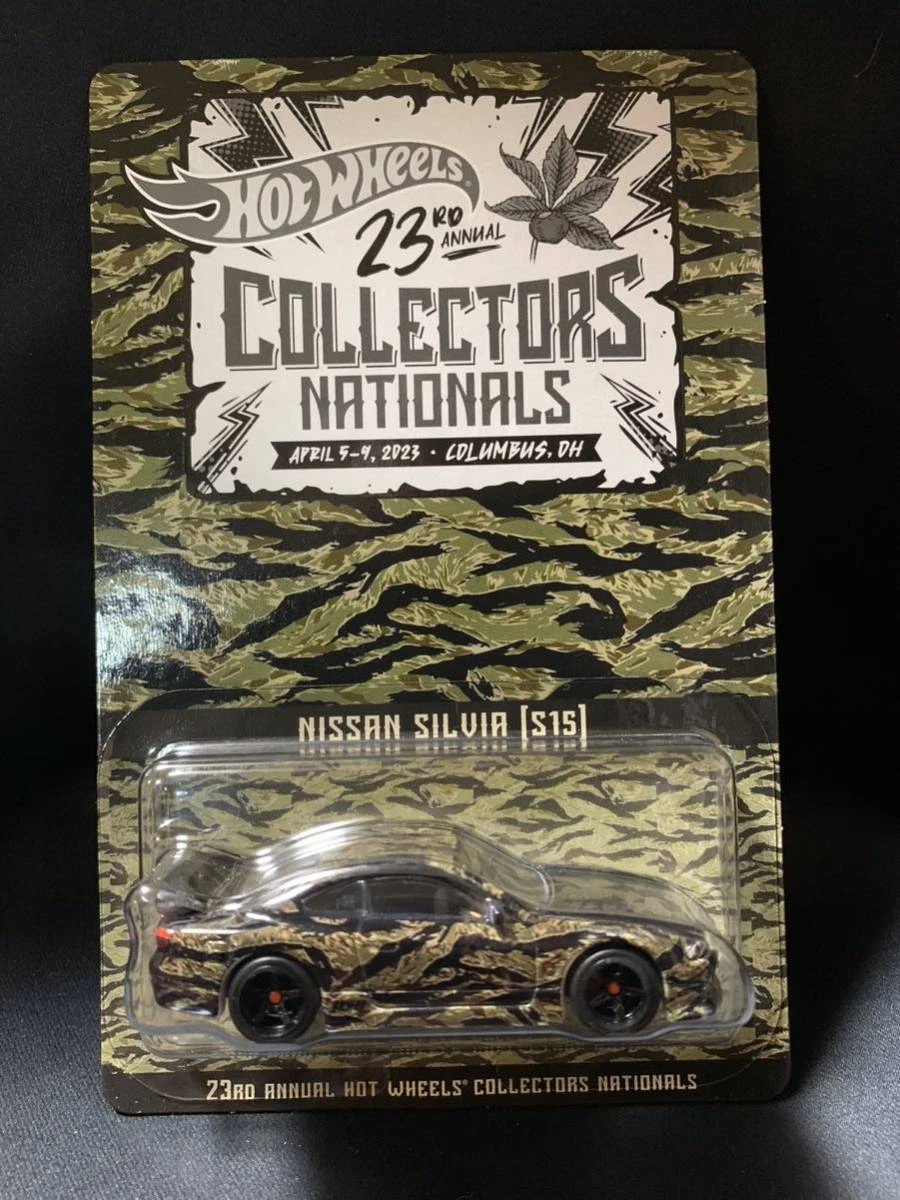 HOT WHEELS®
23RD
ANNUAL
COLLECTORS
NATIONALS
APRIL 5-9, 2023 · COLUMBUS, OH
NISSAN SILVIA [S15]
23RD ANNUAL HOT WHEELS® COLLECTORS NATIONALS